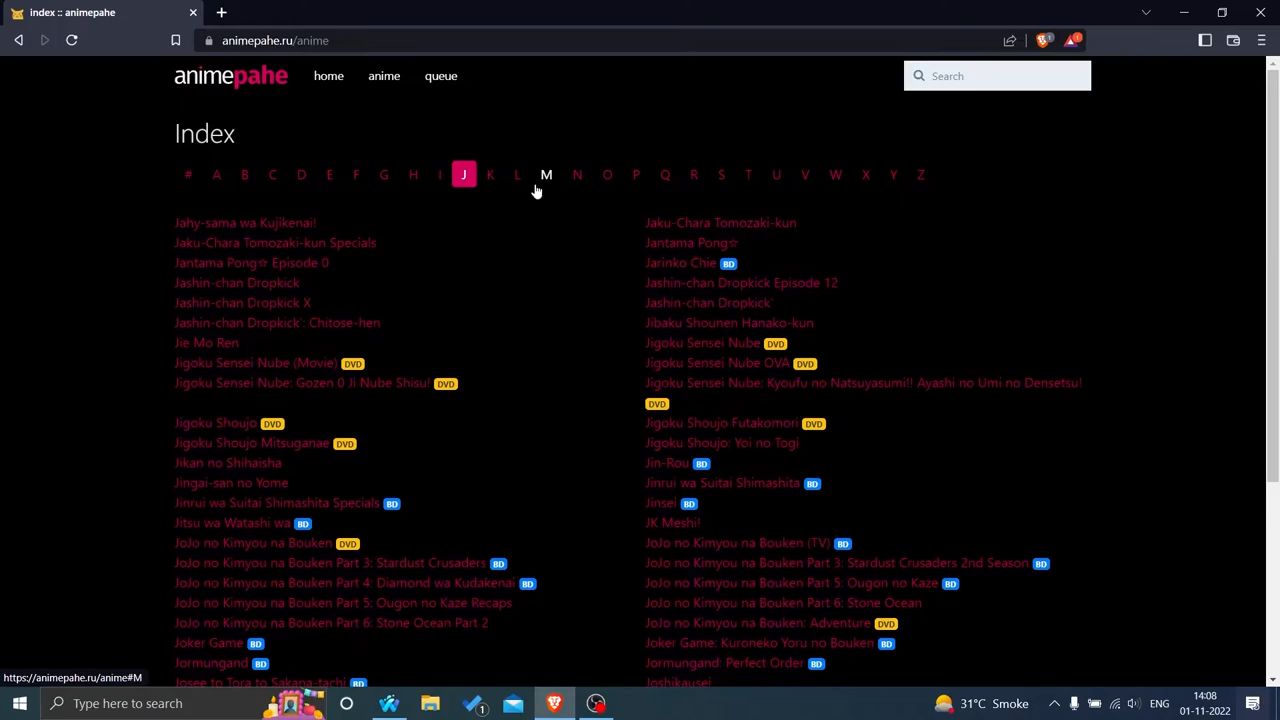 index :: animepahe
animepahe.ru/anime
1
1
animepahe
home
anime
queue
Search
Index
# A B C D E F G H I J K L M N O P Q R S T U V W X Y Z
Jahy-sama wa Kujikenai!
Jaku-Chara Tomozaki-kun
Jaku-Chara Tomozaki-kun Specials
Jantama Pong☆
Jantama Pong☆ Episode 0
Jarinko Chie BD
Jashin-chan Dropkick
Jashin-chan Dropkick Episode 12
Jashin-chan Dropkick X
Jashin-chan Dropkick'
Jashin-chan Dropkick': Chitose-hen
Jibaku Shounen Hanako-kun
Jie Mo Ren
Jigoku Sensei Nube DVD
Jigoku Sensei Nube (Movie) DVD
Jigoku Sensei Nube OVA DVD
Jigoku Sensei Nube: Gozen 0 Ji Nube Shisu! DVD
Jigoku Sensei Nube: Kyoufu no Natsuyasumi!! Ayashi no Umi no Densetsu!
DVD
Jigoku Shoujo DVD
Jigoku Shoujo Futakomori DVD
Jigoku Shoujo Mitsuganae DVD
Jigoku Shoujo: Yoi no Togi
Jikan no Shihaisha
Jin-Rou BD
Jingai-san no Yome
Jinrui wa Suitai Shimashita BD
Jinrui wa Suitai Shimashita Specials BD
Jinsei BD
Jitsu wa Watashi wa BD
JK Meshi!
JoJo no Kimyou na Bouken DVD
JoJo no Kimyou na Bouken (TV) BD
JoJo no Kimyou na Bouken Part 3: Stardust Crusaders BD
JoJo no Kimyou na Bouken Part 3: Stardust Crusaders 2nd Season BD
JoJo no Kimyou na Bouken Part 4: Diamond wa Kudakenai BD
JoJo no Kimyou na Bouken Part 5: Ougon no Kaze BD
JoJo no Kimyou na Bouken Part 5: Ougon no Kaze Recaps
JoJo no Kimyou na Bouken Part 6: Stone Ocean
JoJo no Kimyou na Bouken Part 6: Stone Ocean Part 2
JoJo no Kimyou na Bouken: Adventure DVD
Joker Game BD
Joker Game: Kuroneko Yoru no Bouken BD
Jormungand BD
Jormungand: Perfect Order BD
Josee to Tora to Sakana-tachi BD
Joshikausei
https://animepahe.ru/anime#M
Type here to search
1
31°C Smoke
ENG
14:08
01-11-2022